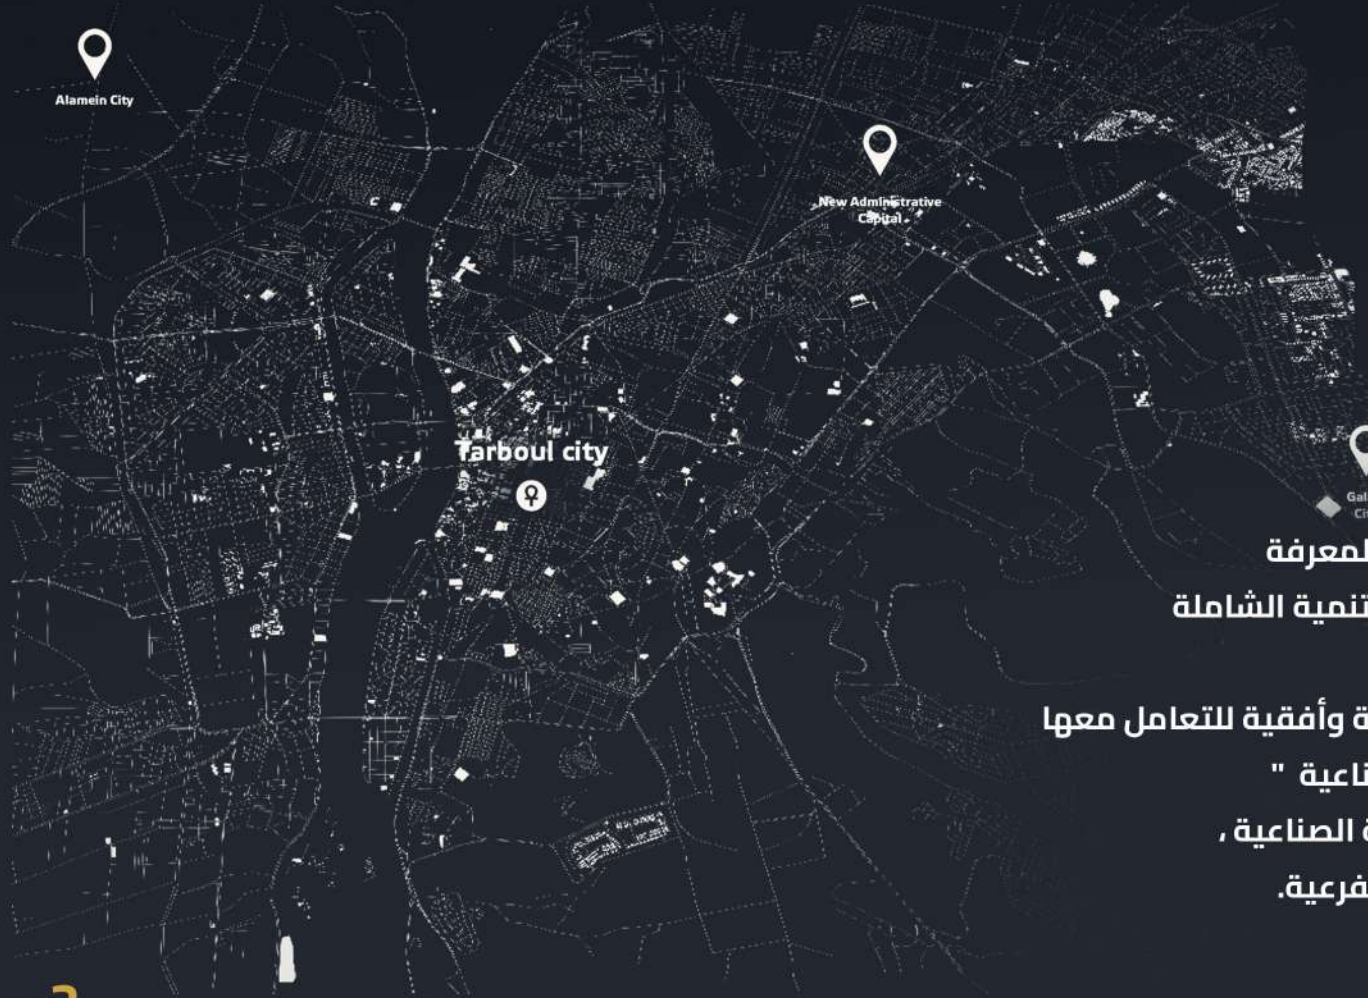 Alamein City
New Administrative
Capital
Tarboul city
لمعرفة
تنمية الشاملة
ة وأفقية للتعامل معها
ناعية "
ة الصناعية ،
فرعية.